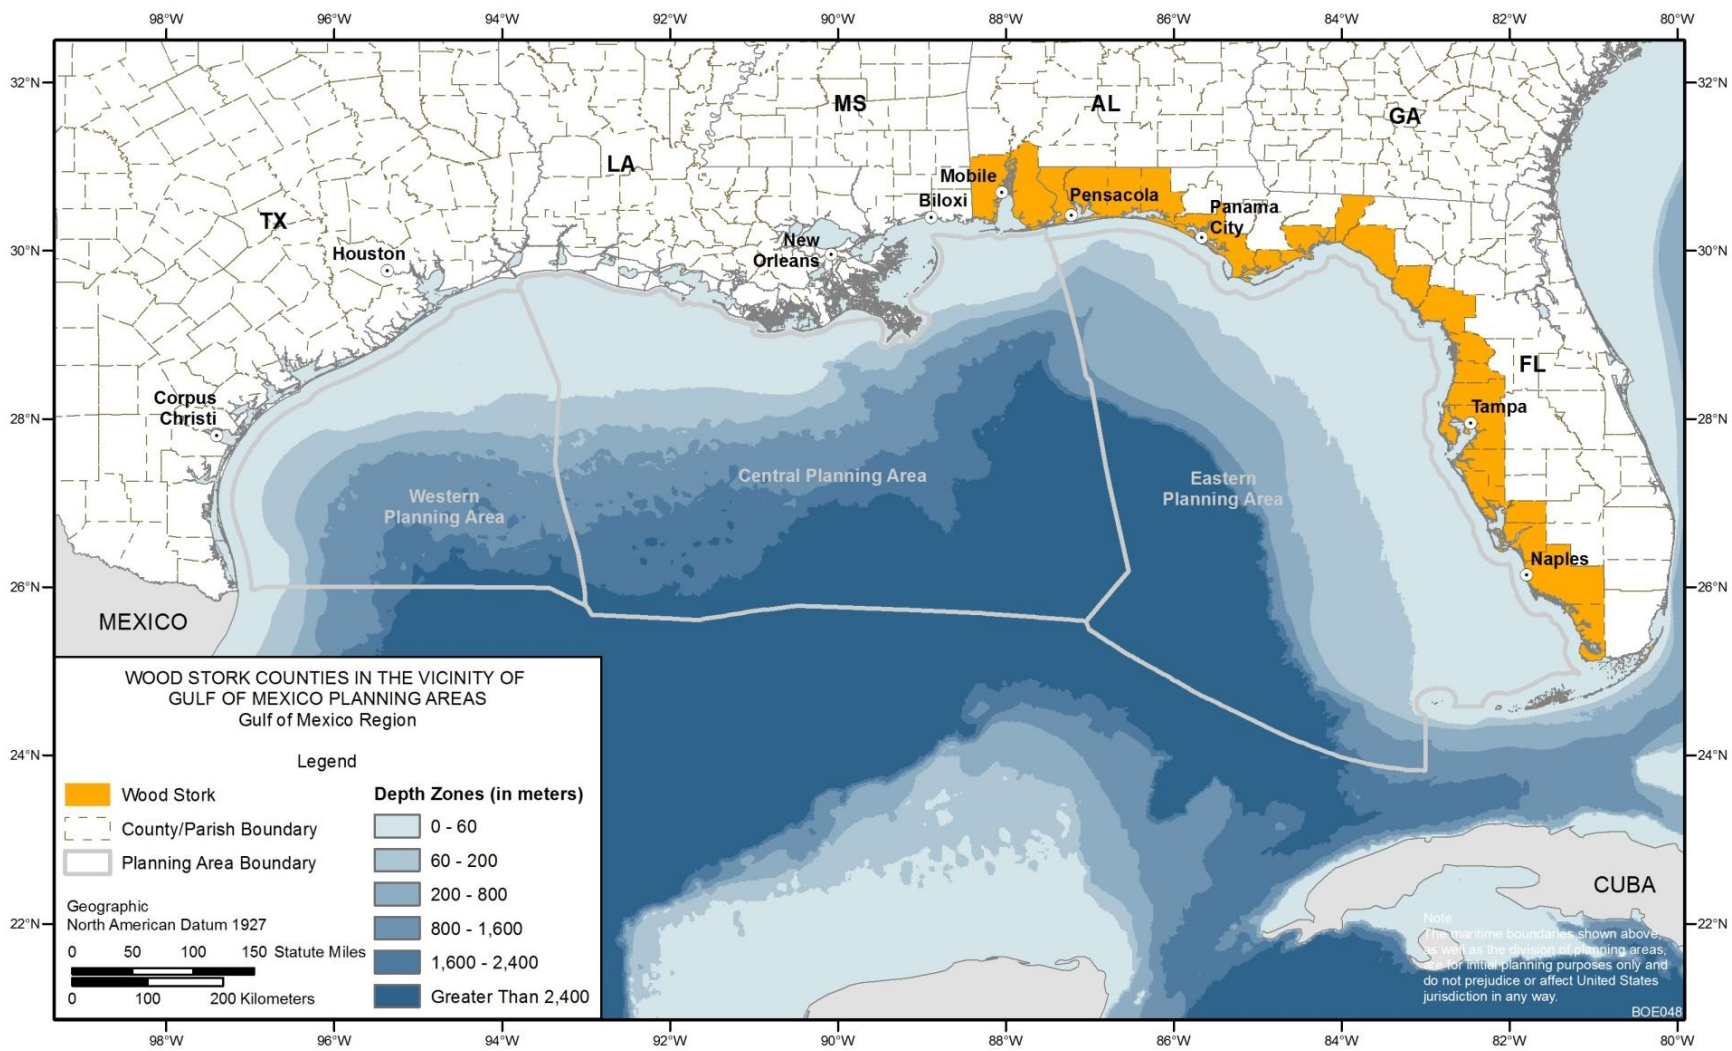 98°W 96°W 94°W 92°W 90°W 88°W 86°W 84°W 82°W 80°W
32°N 32°N
MS AL GA
LA
TX
Mobile
Biloxi
Pensacola
Panama
City
Houston
New
Orleans
30°N 30°N
FL
Corpus
Christi
Tampa
28°N 28°N
Western
Planning Area
Central Planning Area
Eastern
Planning Area
Naples
26°N 26°N
MEXICO
WOOD STORK COUNTIES IN THE VICINITY OF
GULF OF MEXICO PLANNING AREAS
Gulf of Mexico Region
Legend
Wood Stork
County/Parish Boundary
Planning Area Boundary
Geographic
North American Datum 1927
0 50 100 150 Statute Miles
0 100 200 Kilometers
Depth Zones (in meters)
0 - 60
60 - 200
200 - 800
800 - 1,600
1,600 - 2,400
Greater Than 2,400
24°N 24°N
CUBA
22°N 22°N
Note
The maritime boundaries shown above,
as well as the division of planning areas,
are for initial planning purposes only and
do not prejudice or affect United States
jurisdiction in any way.
BOE048
98°W 96°W 94°W 92°W 90°W 88°W 86°W 84°W 82°W 80°W